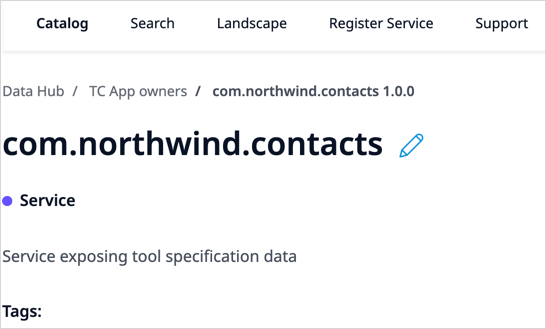 Catalog Search Landscape Register Service Support
Data Hub / TC App owners / com.northwind.contacts 1.0.0
com.northwind.contacts
Service
Service exposing tool specification data
Tags: